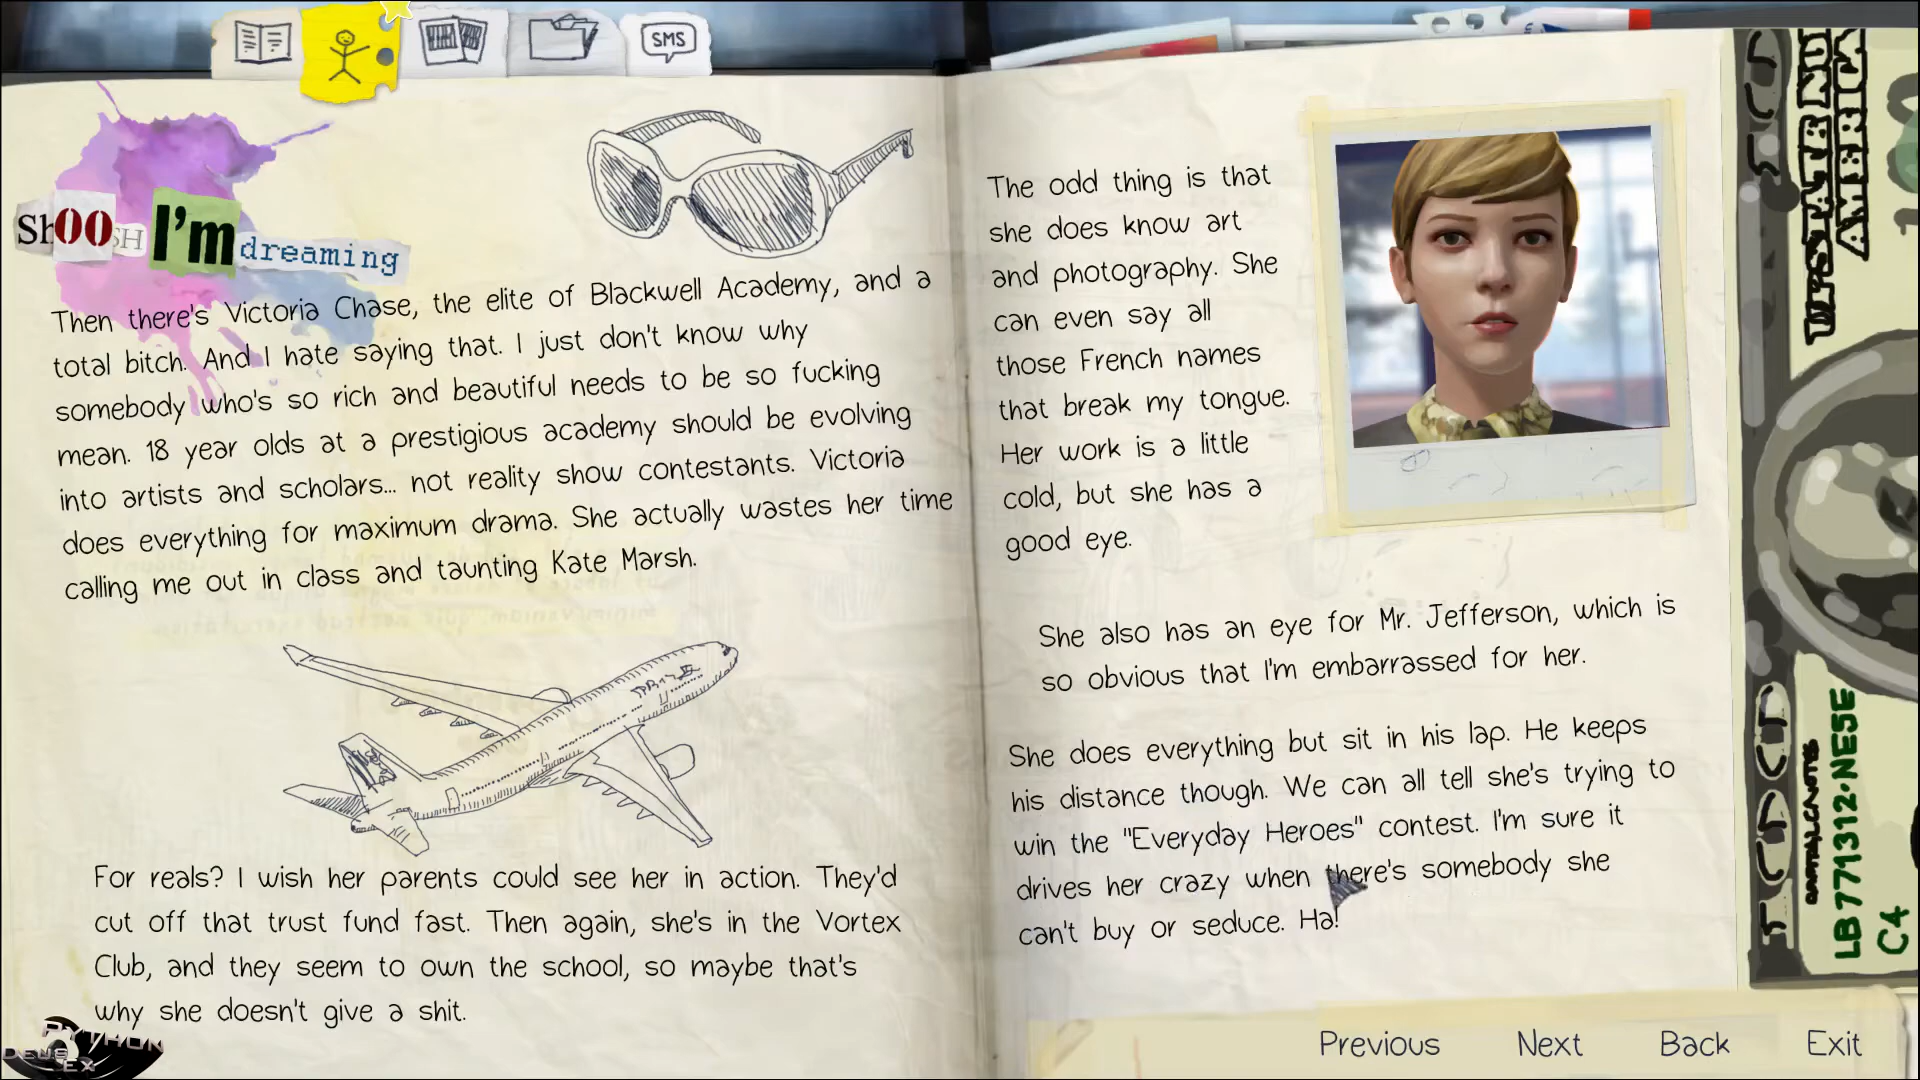 SMS
ShOOSH I'm dreaming
Then there's Victoria Chase, the elite of Blackwell Academy, and a
total bitch. And I hate saying that. I just don't know why
somebody who's so rich and beautiful needs to be so fucking
mean. 18 year olds at a prestigious academy should be evolving
into artists and scholars... not reality show contestants. Victoria
does everything for maximum drama. She actually wastes her time
calling me out in class and taunting Kate Marsh.
For reals? I wish her parents could see her in action. They'd
cut off that trust fund fast. Then again, she's in the Vortex
Club, and they seem to own the school, so maybe that's
why she doesn't give a shit.
PYTHON
DEUS
EX
The odd thing is that
she does know art
and photography. She
can even say all
those French names
that break my tongue.
Her work is a little
cold, but she has a
good eye.
She also has an eye for Mr. Jefferson, which is
so obvious that I'm embarrassed for her.
She does everything but sit in his lap. He keeps
his distance though. We can all tell she's trying to
win the "Everyday Heroes" contest. I'm sure it
drives her crazy when there's somebody she
can't buy or seduce. Ha!
AMERICA
LB771312·NE5E
C4
Previous Next Back Exit